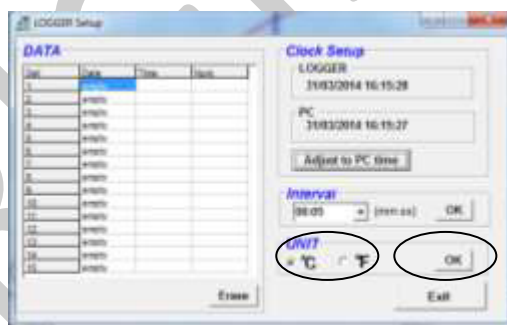 LOGGER Setup
DATA
Set Date Time Num
1 empty
2 empty
3 empty
4 empty
5 empty
6 empty
7 empty
8 empty
9 empty
10 empty
11 empty
12 empty
13 empty
14 empty
15 empty
Erase
Clock Setup
LOGGER
31/03/2014 16:15:28
PC
31/03/2014 16:15:27
Adjust to PC time
Interval
00:05 (mm:ss) OK
UNIT
°C °F OK
Exit